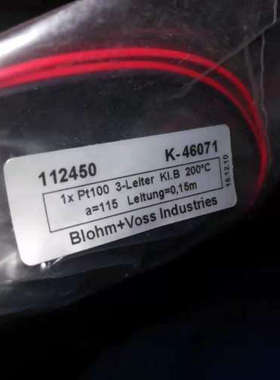 112450 K-46071
1x Pt100 3-Leiter Kl.B 200°C
a=115 Leitung=0,15m
Blohm+Voss Industries
16.12.10